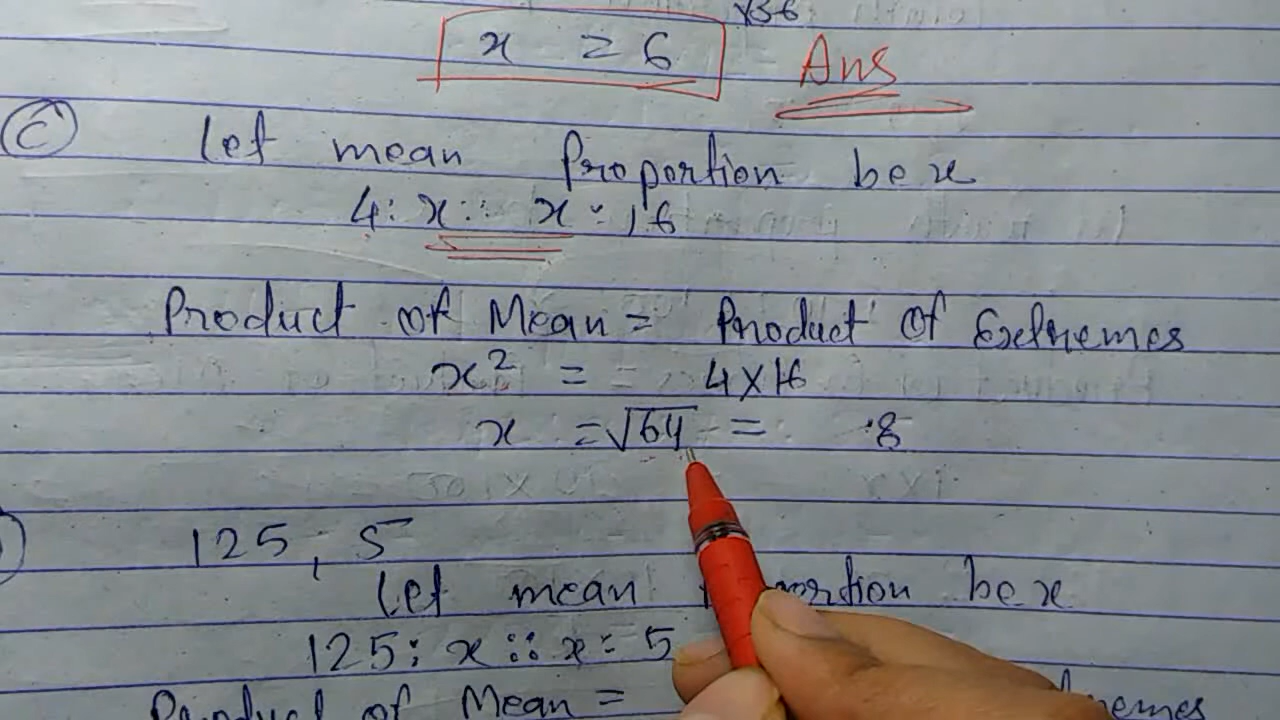 x = 6 Ans
(c) Let mean Proportion be x
4 : x :: x : 16
Product of Mean = Product of Extremes
x² = 4×16
x = √64 = 8
125, 5
Let mean be x
125 : x :: x : 5
Product of Mean =